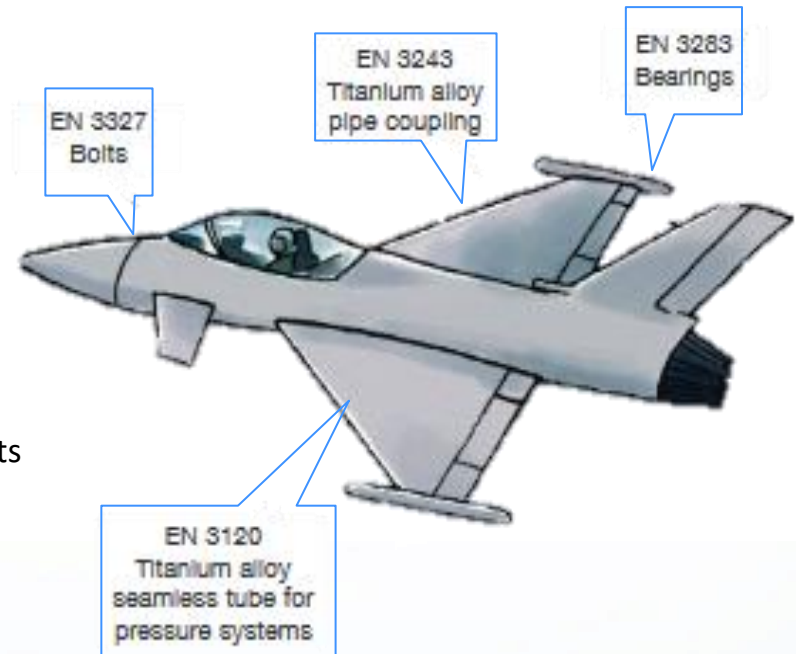 EN 3283
Bearings
EN 3243
Titanium alloy
pipe coupling
EN 3327
Bolts
ts
EN 3120
Titanium alloy
seamless tube for
pressure systems